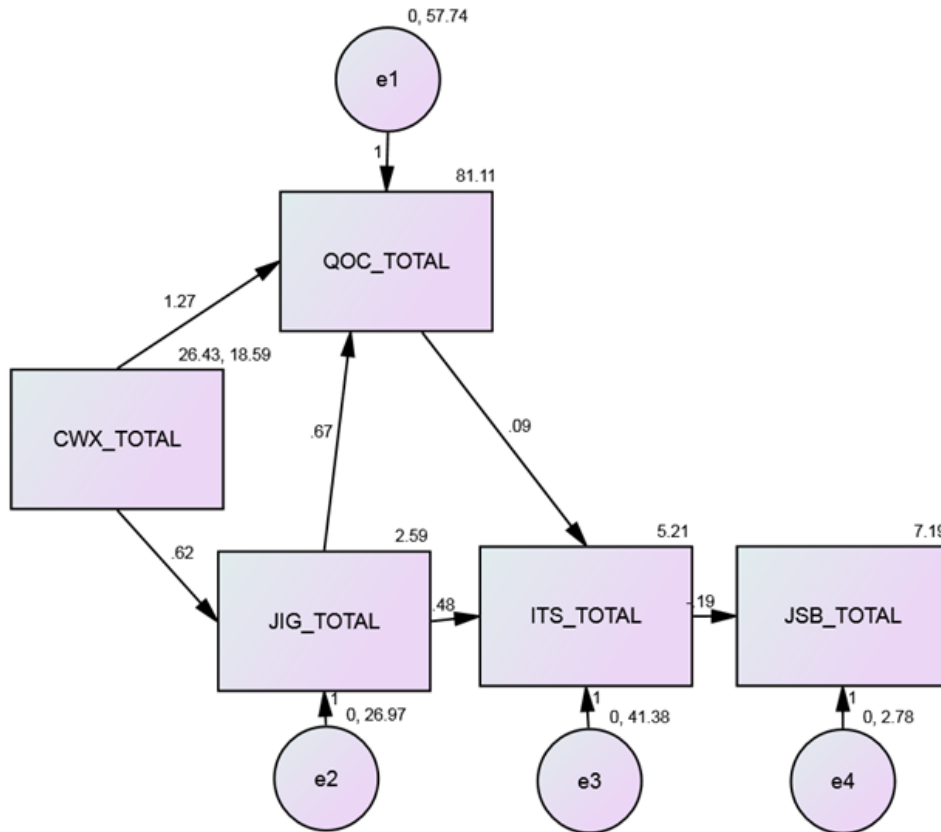 0, 57.74
e1
1
81.11
QOC_TOTAL
1.27
26.43, 18.59
CWX_TOTAL
.67
.09
.62
2.59
5.21
7.19
JIG_TOTAL
.48
ITS_TOTAL
-.19
JSB_TOTAL
1
0, 26.97
1
0, 41.38
1
0, 2.78
e2
e3
e4